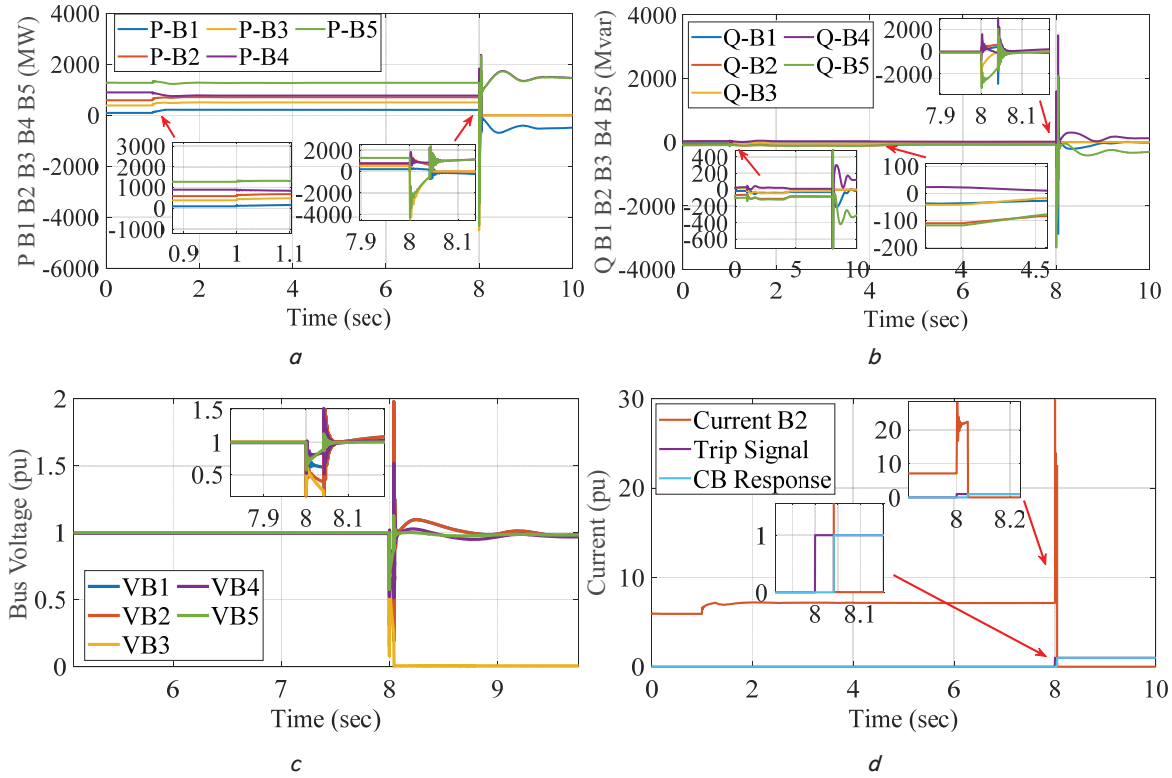 P B1 B2 B3 B4 B5 (MW)
4000
2000
0
-2000
-4000
-6000
P-B1 P-B3 P-B5
P-B2 P-B4
3000
2000
1000
0
-1000
0.9 1 1.1
2000
0
-2000
-4000
7.9 8 8.1
0 2 4 6 8 10
Time (sec)
a
Q B1 B2 B3 B4 B5 (Mvar)
4000
2000
0
-2000
-4000
Q-B1 Q-B4
Q-B2 Q-B5
Q-B3
0
-2000
7.9 8 8.1
400
200
0
-200
-400
-600
0 5 10
100
0
-100
-200
4 4.5
0 2 4 6 8 10
Time (sec)
b
Bus Voltage (pu)
2
1.5
1
0.5
0
1.5
1
0.5
7.9 8 8.1
VB1 VB4
VB2 VB5
VB3
6 7 8 9
Time (sec)
c
Current (pu)
30
20
10
0
Current B2
Trip Signal
CB Response
20
10
0
8 8.2
1
0
8 8.1
0 2 4 6 8 10
Time (sec)
d